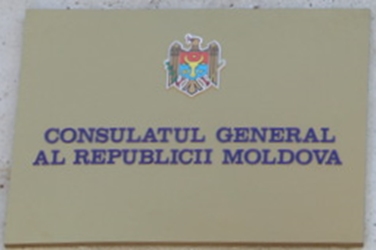 CONSULATUL GENERAL
AL REPUBLICII MOLDOVA